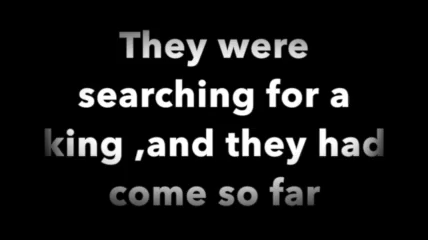 They were
searching for a
king ,and they had
come so far